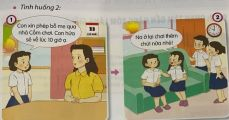 Tình huống 2:
1
Con xin phép bố mẹ qua
nhà Cốm chơi. Con hứa
sẽ về lúc 10 giờ ạ.
2
Na ở lại chơi thêm
chút nữa nhé!